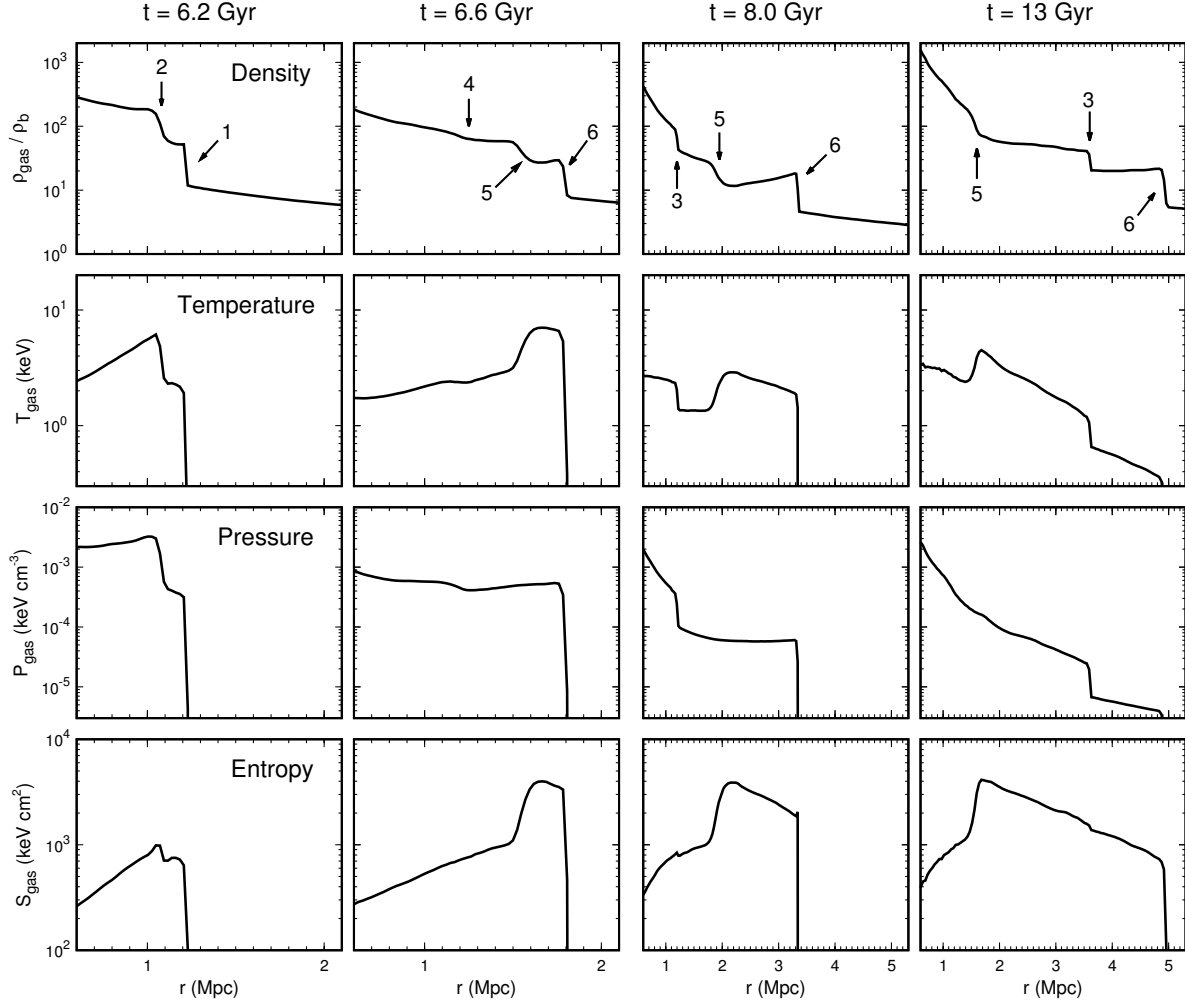 t = 6.2 Gyr t = 6.6 Gyr t = 8.0 Gyr t = 13 Gyr
ρgas / ρb
10³
10²
10¹
10⁰
Density
2
1
4
5
6
3
5
6
5
3
6
Tgas (keV)
10¹
10⁰
Temperature
Pgas (keV cm⁻³)
10⁻²
10⁻³
10⁻⁴
10⁻⁵
Pressure
Sgas (keV cm²)
10⁴
10³
10²
Entropy
1 2 1 2 1 2 3 4 5 1 2 3 4 5
r (Mpc) r (Mpc) r (Mpc) r (Mpc)